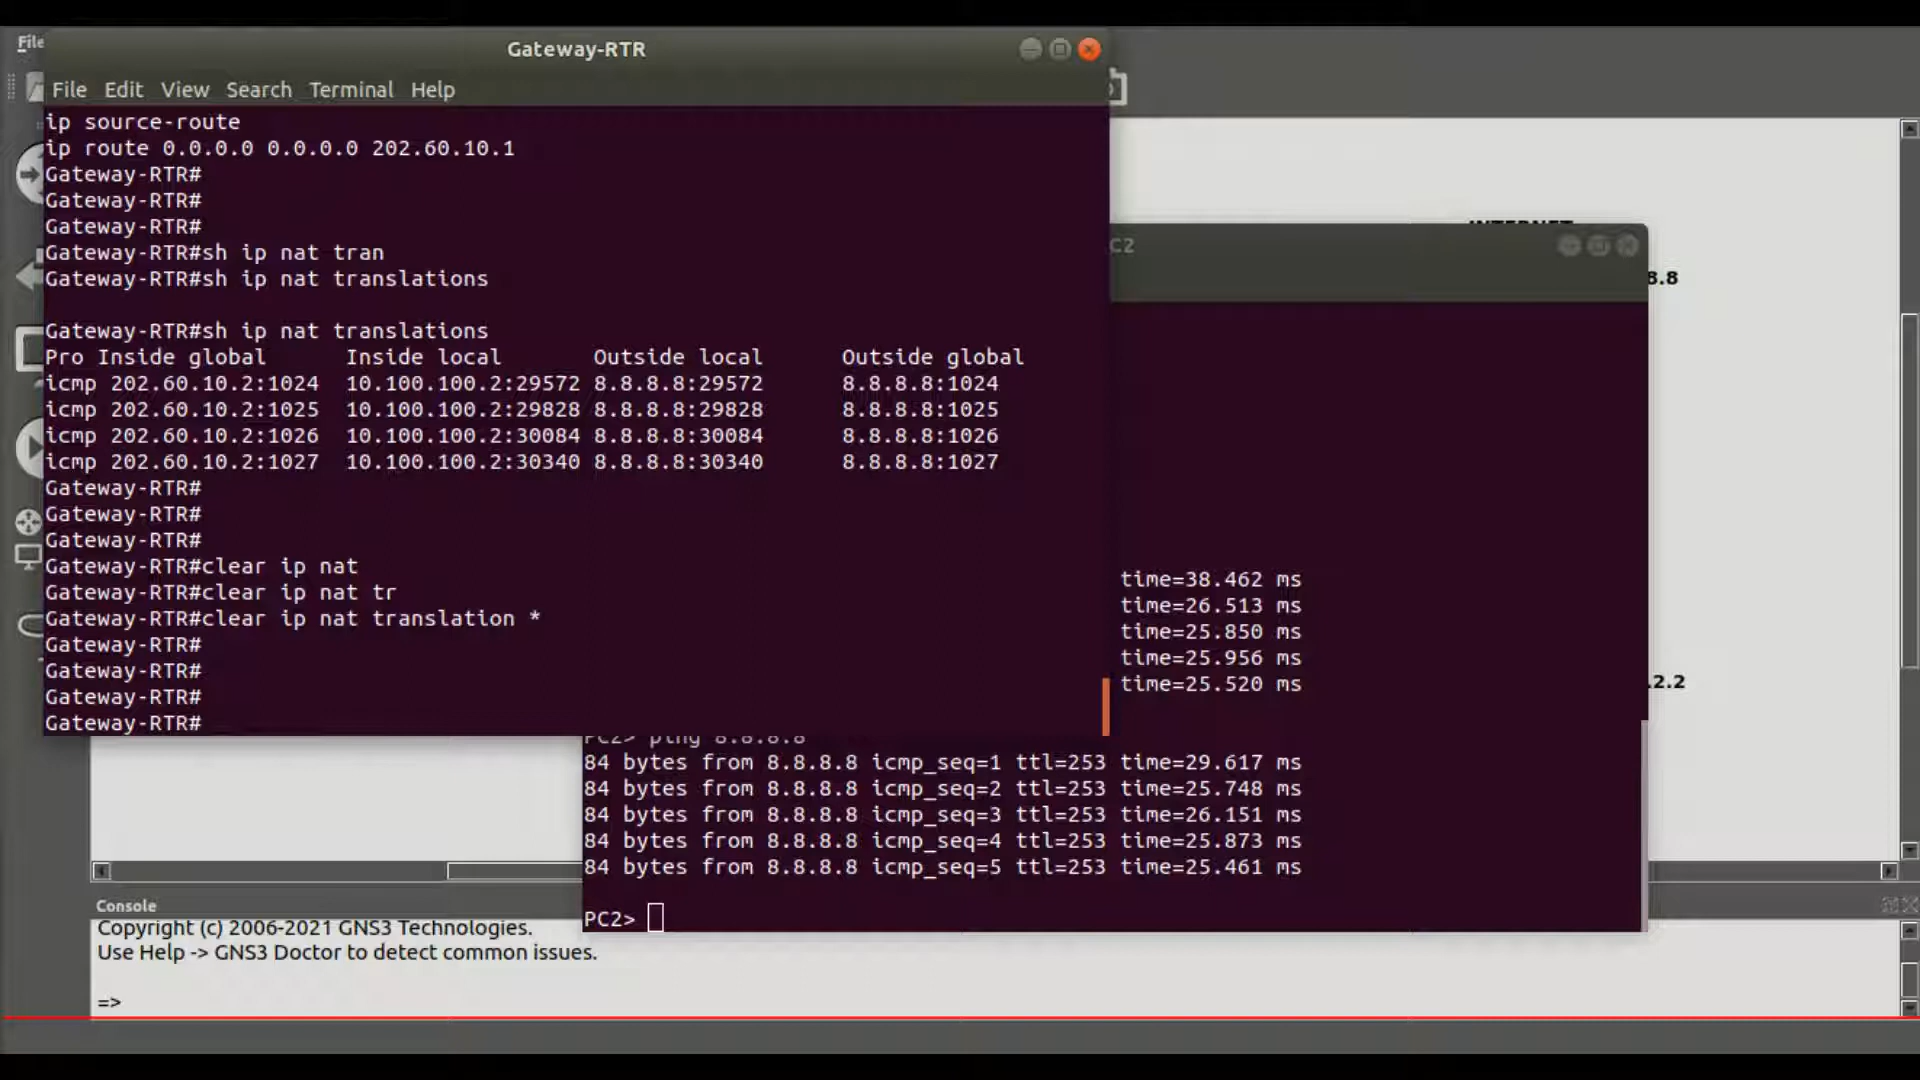 File
Gateway-RTR
File Edit View Search Terminal Help
ip source-route
ip route 0.0.0.0 0.0.0.0 202.60.10.1
Gateway-RTR#
Gateway-RTR#
Gateway-RTR#
Gateway-RTR#sh ip nat tran
Gateway-RTR#sh ip nat translations
Gateway-RTR#sh ip nat translations
Pro Inside global Inside local Outside local Outside global
icmp 202.60.10.2:1024 10.100.100.2:29572 8.8.8.8:29572 8.8.8.8:1024
icmp 202.60.10.2:1025 10.100.100.2:29828 8.8.8.8:29828 8.8.8.8:1025
icmp 202.60.10.2:1026 10.100.100.2:30084 8.8.8.8:30084 8.8.8.8:1026
icmp 202.60.10.2:1027 10.100.100.2:30340 8.8.8.8:30340 8.8.8.8:1027
Gateway-RTR#
Gateway-RTR#
Gateway-RTR#
Gateway-RTR#clear ip nat
Gateway-RTR#clear ip nat tr
Gateway-RTR#clear ip nat translation *
Gateway-RTR#
Gateway-RTR#
Gateway-RTR#
Gateway-RTR#
INTERNET
C2
8.8
.2.2
time=38.462 ms
time=26.513 ms
time=25.850 ms
time=25.956 ms
time=25.520 ms
PC2> ping 8.8.8.8
84 bytes from 8.8.8.8 icmp_seq=1 ttl=253 time=29.617 ms
84 bytes from 8.8.8.8 icmp_seq=2 ttl=253 time=25.748 ms
84 bytes from 8.8.8.8 icmp_seq=3 ttl=253 time=26.151 ms
84 bytes from 8.8.8.8 icmp_seq=4 ttl=253 time=25.873 ms
84 bytes from 8.8.8.8 icmp_seq=5 ttl=253 time=25.461 ms
PC2>
Console
Copyright (c) 2006-2021 GNS3 Technologies.
Use Help -> GNS3 Doctor to detect common issues.
=>